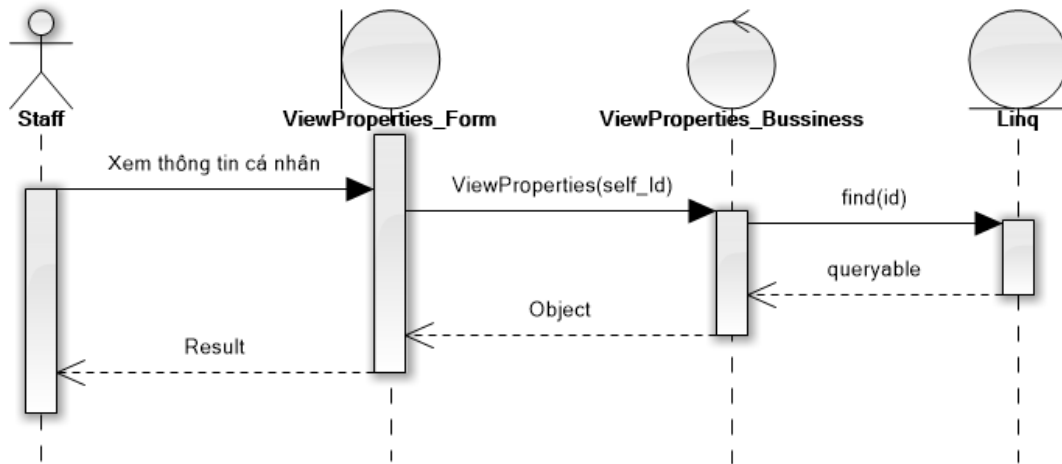 Staff
ViewProperties_Form
ViewProperties_Bussiness
Linq
Xem thông tin cá nhân
ViewProperties(self_Id)
find(id)
queryable
Object
Result